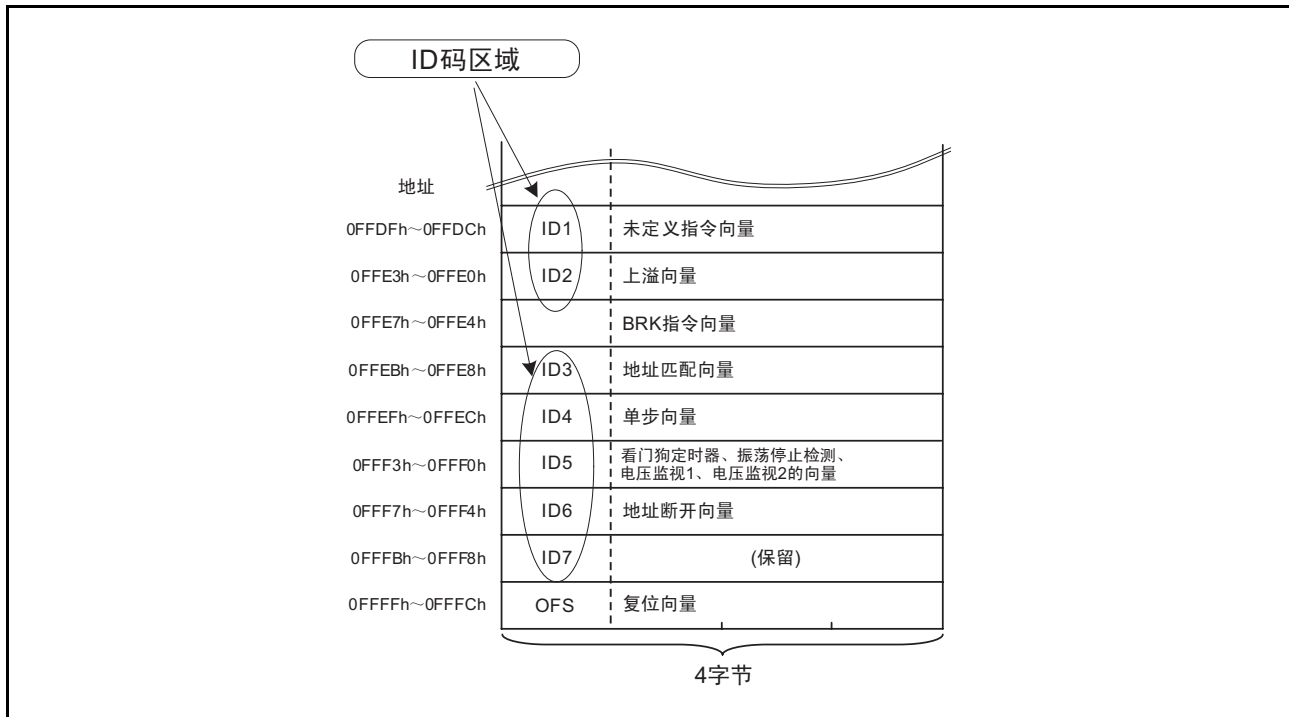 ID码区域
地址
0FFDFh～0FFDCh ID1 未定义指令向量
0FFE3h～0FFE0h ID2 上溢向量
0FFE7h～0FFE4h BRK指令向量
0FFEBh～0FFE8h ID3 地址匹配向量
0FFEFh～0FFECh ID4 单步向量
0FFF3h～0FFF0h ID5 看门狗定时器、振荡停止检测、
电压监视1、电压监视2的向量
0FFF7h～0FFF4h ID6 地址断开向量
0FFFBh～0FFF8h ID7 (保留)
0FFFFh～0FFFCh OFS 复位向量
4字节